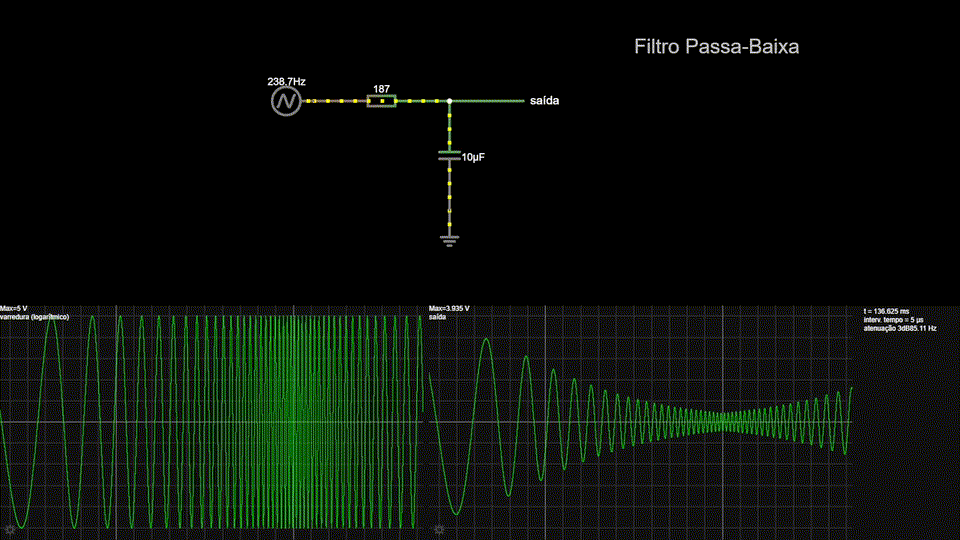 Filtro Passa-Baixa
238.7Hz
187
saída
10µF
Max=5 V
varredura (logarítmico)
Max=3.935 V
saída
t = 136.625 ms
interv. tempo = 5 µs
atenuação 3dB85.11 Hz